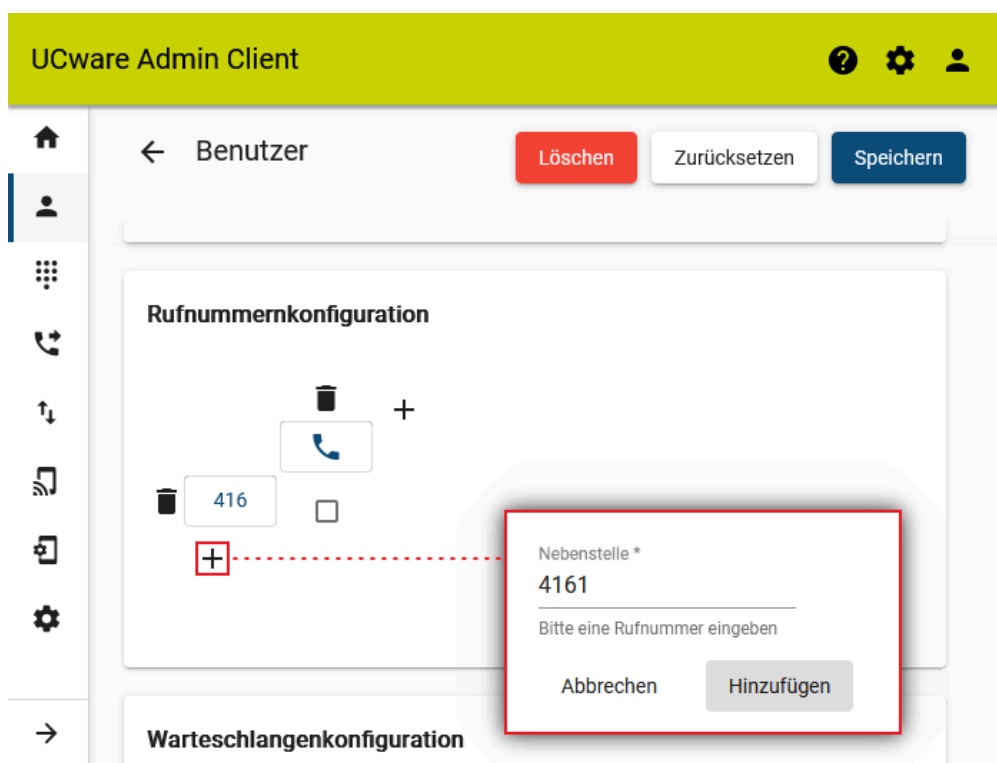 UCware Admin Client
Benutzer
Löschen
Zurücksetzen
Speichern
Rufnummernkonfiguration
416
Nebenstelle *
4161
Bitte eine Rufnummer eingeben
Abbrechen
Hinzufügen
Warteschlangenkonfiguration